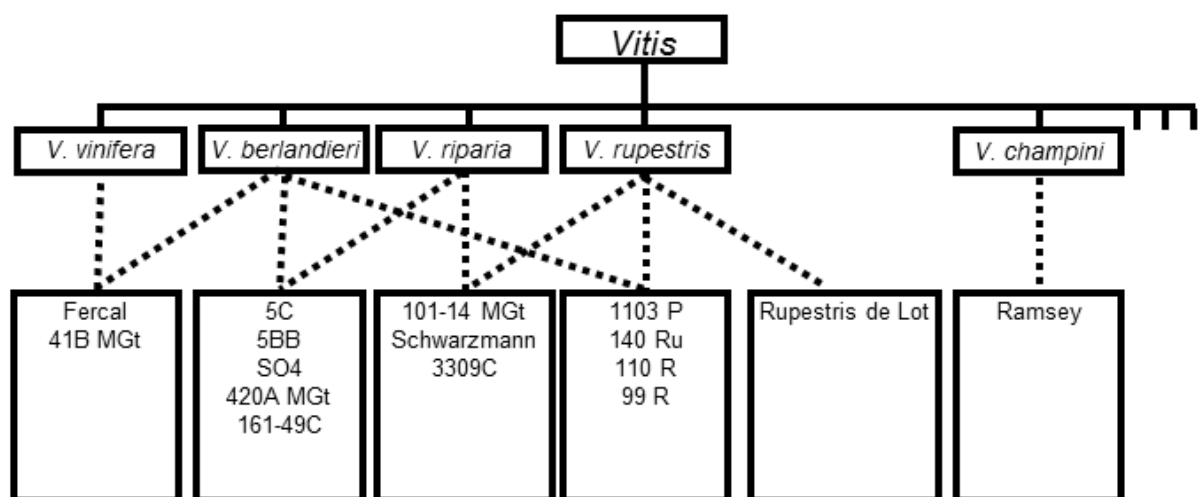 Vitis
V. vinifera
V. berlandieri
V. riparia
V. rupestris
V. champini
Fercal
41B MGt
5C
5BB
SO4
420A MGt
161-49C
101-14 MGt
Schwarzmann
3309C
1103 P
140 Ru
110 R
99 R
Rupestris de Lot
Ramsey